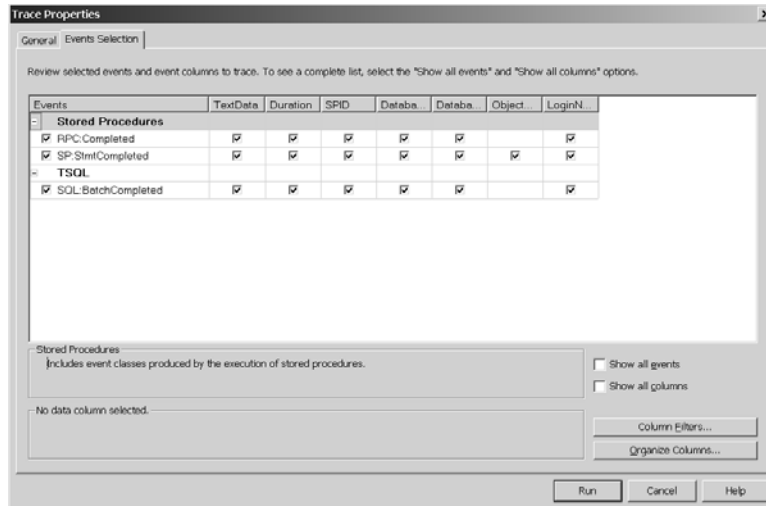 Trace Properties
General Events Selection
Review selected events and event columns to trace. To see a complete list, select the "Show all events" and "Show all columns" options.
Events TextData Duration SPID Databa... Databa... Object... LoginN...
Stored Procedures
RPC:Completed
SP:StmtCompleted
TSQL
SQL:BatchCompleted
Stored Procedures
Includes event classes produced by the execution of stored procedures.
Show all events
Show all columns
No data column selected.
Column Filters...
Organize Columns...
Run Cancel Help